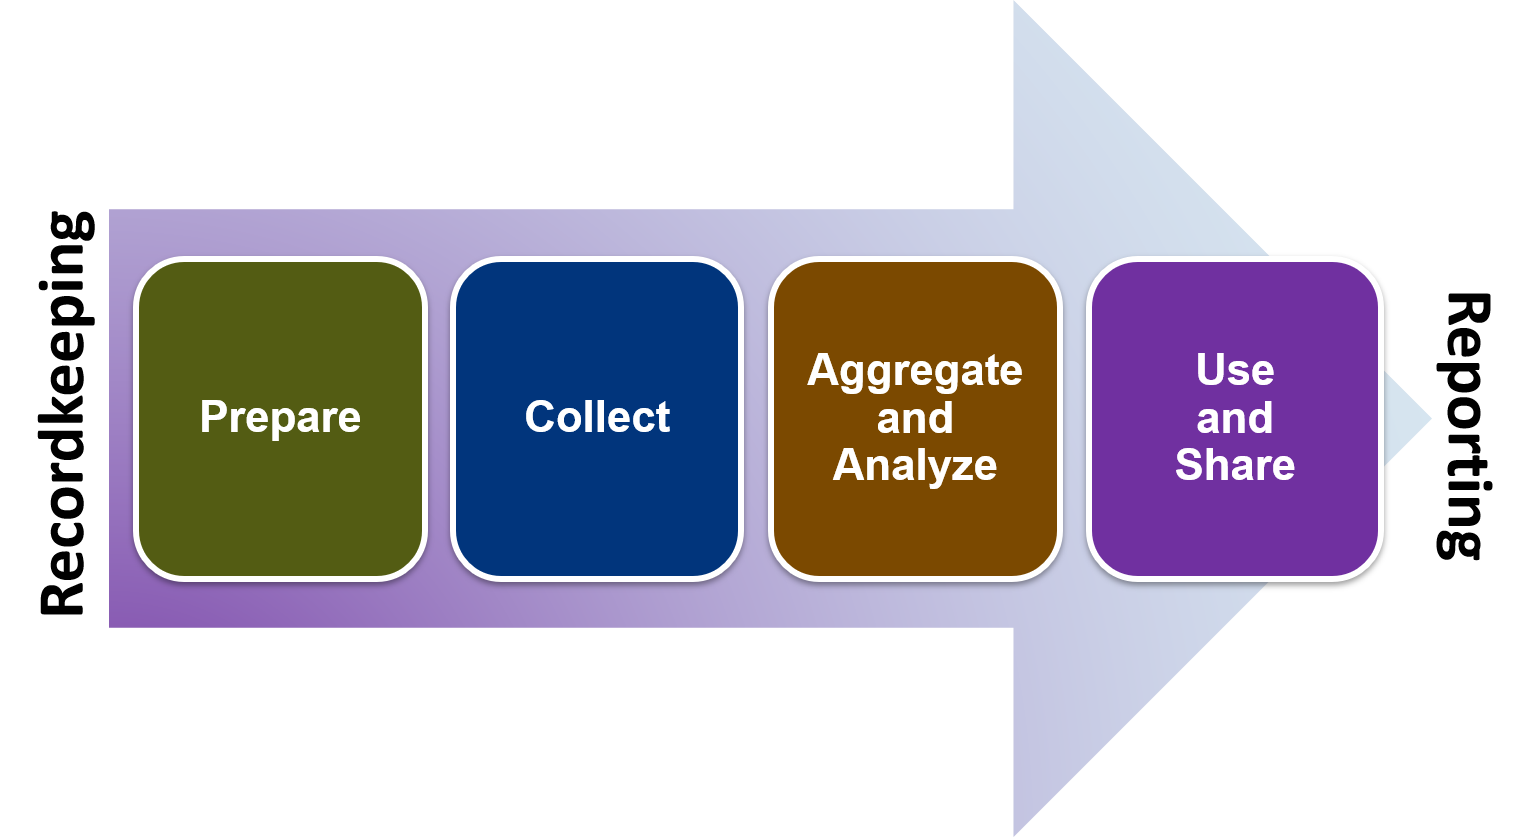 Recordkeeping
Prepare
Collect
Aggregate
and
Analyze
Use
and
Share
Reporting